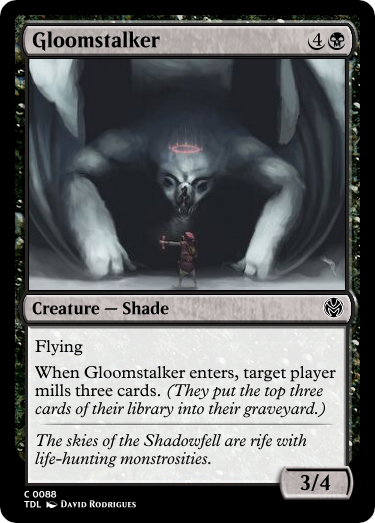 Gloomstalker 4
Creature — Shade
Flying
When Gloomstalker enters, target player
mills three cards. (They put the top three
cards of their library into their graveyard.)
The skies of the Shadowfell are rife with
life-hunting monstrosities.
3/4
C 0088
TDL DAVID RODRIGUES